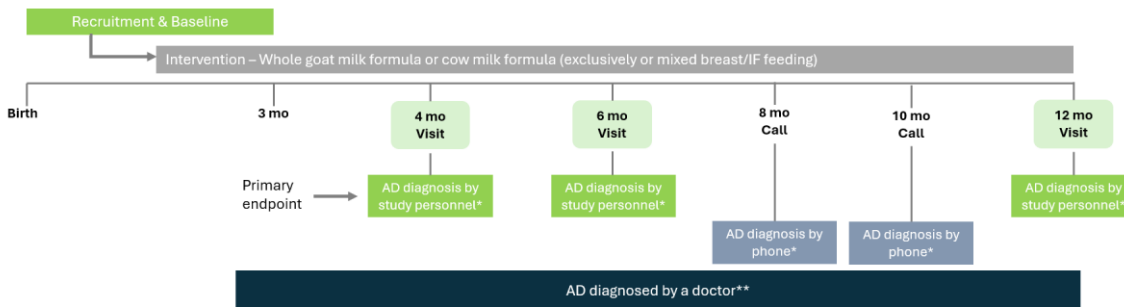 Recruitment & Baseline
Intervention – Whole goat milk formula or cow milk formula (exclusively or mixed breast/IF feeding)
Birth
3 mo
4 mo
Visit
6 mo
Visit
8 mo
Call
10 mo
Call
12 mo
Visit
Primary
endpoint
AD diagnosis by
study personnel*
AD diagnosis by
study personnel*
AD diagnosis by
study personnel*
AD diagnosis by
phone*
AD diagnosis by
phone*
AD diagnosed by a doctor**